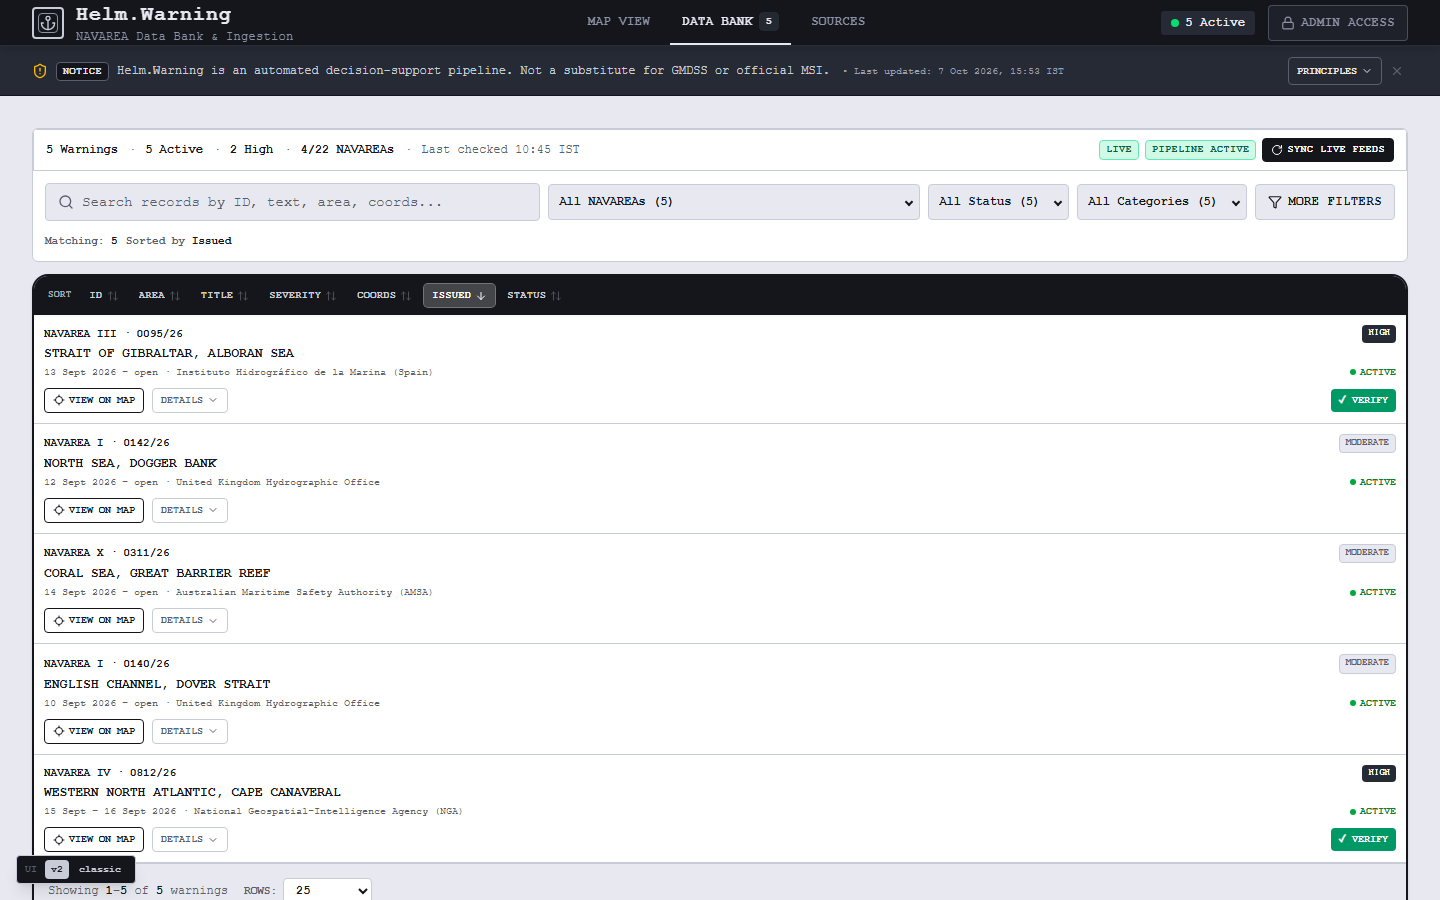 Helm.Warning
NAVAREA Data Bank & Ingestion
MAP VIEW
DATA BANK 5
SOURCES
5 Active
ADMIN ACCESS
NOTICE Helm.Warning is an automated decision-support pipeline. Not a substitute for GMDSS or official MSI. • Last updated: 7 Oct 2026, 15:53 IST
PRINCIPLES
5 Warnings · 5 Active · 2 High · 4/22 NAVAREAs · Last checked 10:45 IST
LIVE PIPELINE ACTIVE SYNC LIVE FEEDS
Search records by ID, text, area, coords...
All NAVAREAs (5)
All Status (5)
All Categories (5)
MORE FILTERS
Matching: 5 Sorted by Issued
SORT ID AREA TITLE SEVERITY COORDS ISSUED STATUS
NAVAREA III · 0095/26
HIGH
STRAIT OF GIBRALTAR, ALBORAN SEA
13 Sept 2026 – open · Instituto Hidrográfico de la Marina (Spain)
ACTIVE
VIEW ON MAP DETAILS
✓ VERIFY
NAVAREA I · 0142/26
MODERATE
NORTH SEA, DOGGER BANK
12 Sept 2026 – open · United Kingdom Hydrographic Office
ACTIVE
VIEW ON MAP DETAILS
NAVAREA X · 0311/26
MODERATE
CORAL SEA, GREAT BARRIER REEF
14 Sept 2026 – open · Australian Maritime Safety Authority (AMSA)
ACTIVE
VIEW ON MAP DETAILS
NAVAREA I · 0140/26
MODERATE
ENGLISH CHANNEL, DOVER STRAIT
10 Sept 2026 – open · United Kingdom Hydrographic Office
ACTIVE
VIEW ON MAP DETAILS
NAVAREA IV · 0812/26
HIGH
WESTERN NORTH ATLANTIC, CAPE CANAVERAL
15 Sept – 16 Sept 2026 · National Geospatial-Intelligence Agency (NGA)
ACTIVE
VIEW ON MAP DETAILS
✓ VERIFY
UI v2 classic
Showing 1–5 of 5 warnings ROWS: 25